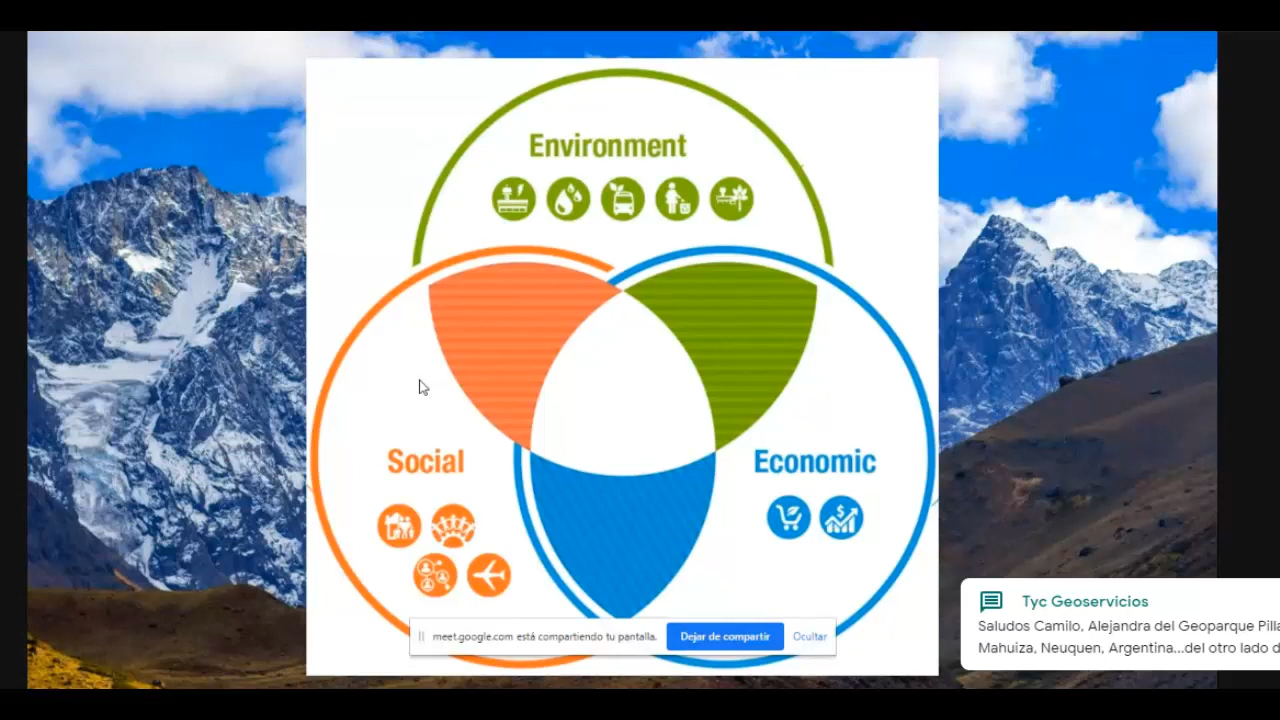 Environment
Social
Economic
meet.google.com está compartiendo tu pantalla.
Dejar de compartir
Ocultar
Tyc Geoservicios
Saludos Camilo, Alejandra del Geoparque Pilla
Mahuiza, Neuquen, Argentina...del otro lado d